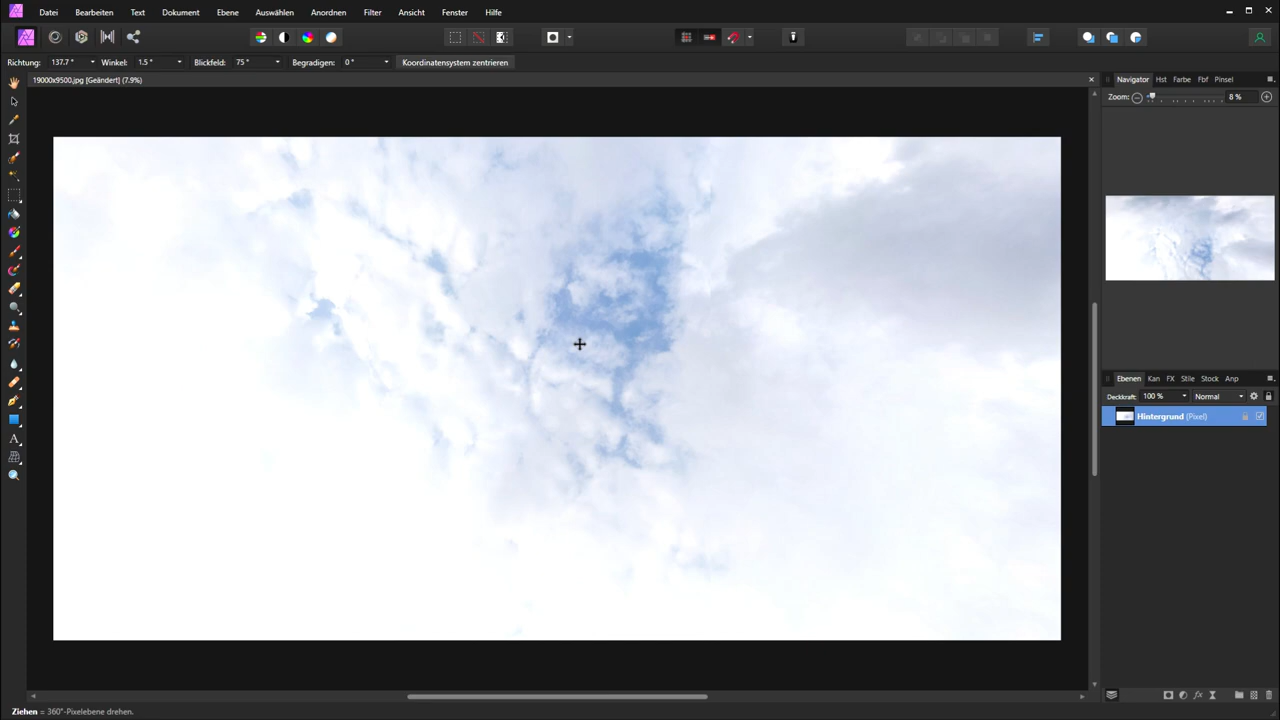 Datei Bearbeiten Text Dokument Ebene Auswählen Anordnen Filter Ansicht Fenster Hilfe
Richtung: 137.7 ° Winkel: 1.5 ° Blickfeld: 75 ° Begradigen: 0 ° Koordinatensystem zentrieren
19000x9500.jpg [Geändert] (7.9%)
Navigator Hst Farbe Fbf Pinsel
Zoom: 8 %
Ebenen Kan FX Stile Stock Anp
Deckkraft: 100 % Normal
Hintergrund (Pixel)
Ziehen = 360°-Pixelebene drehen.